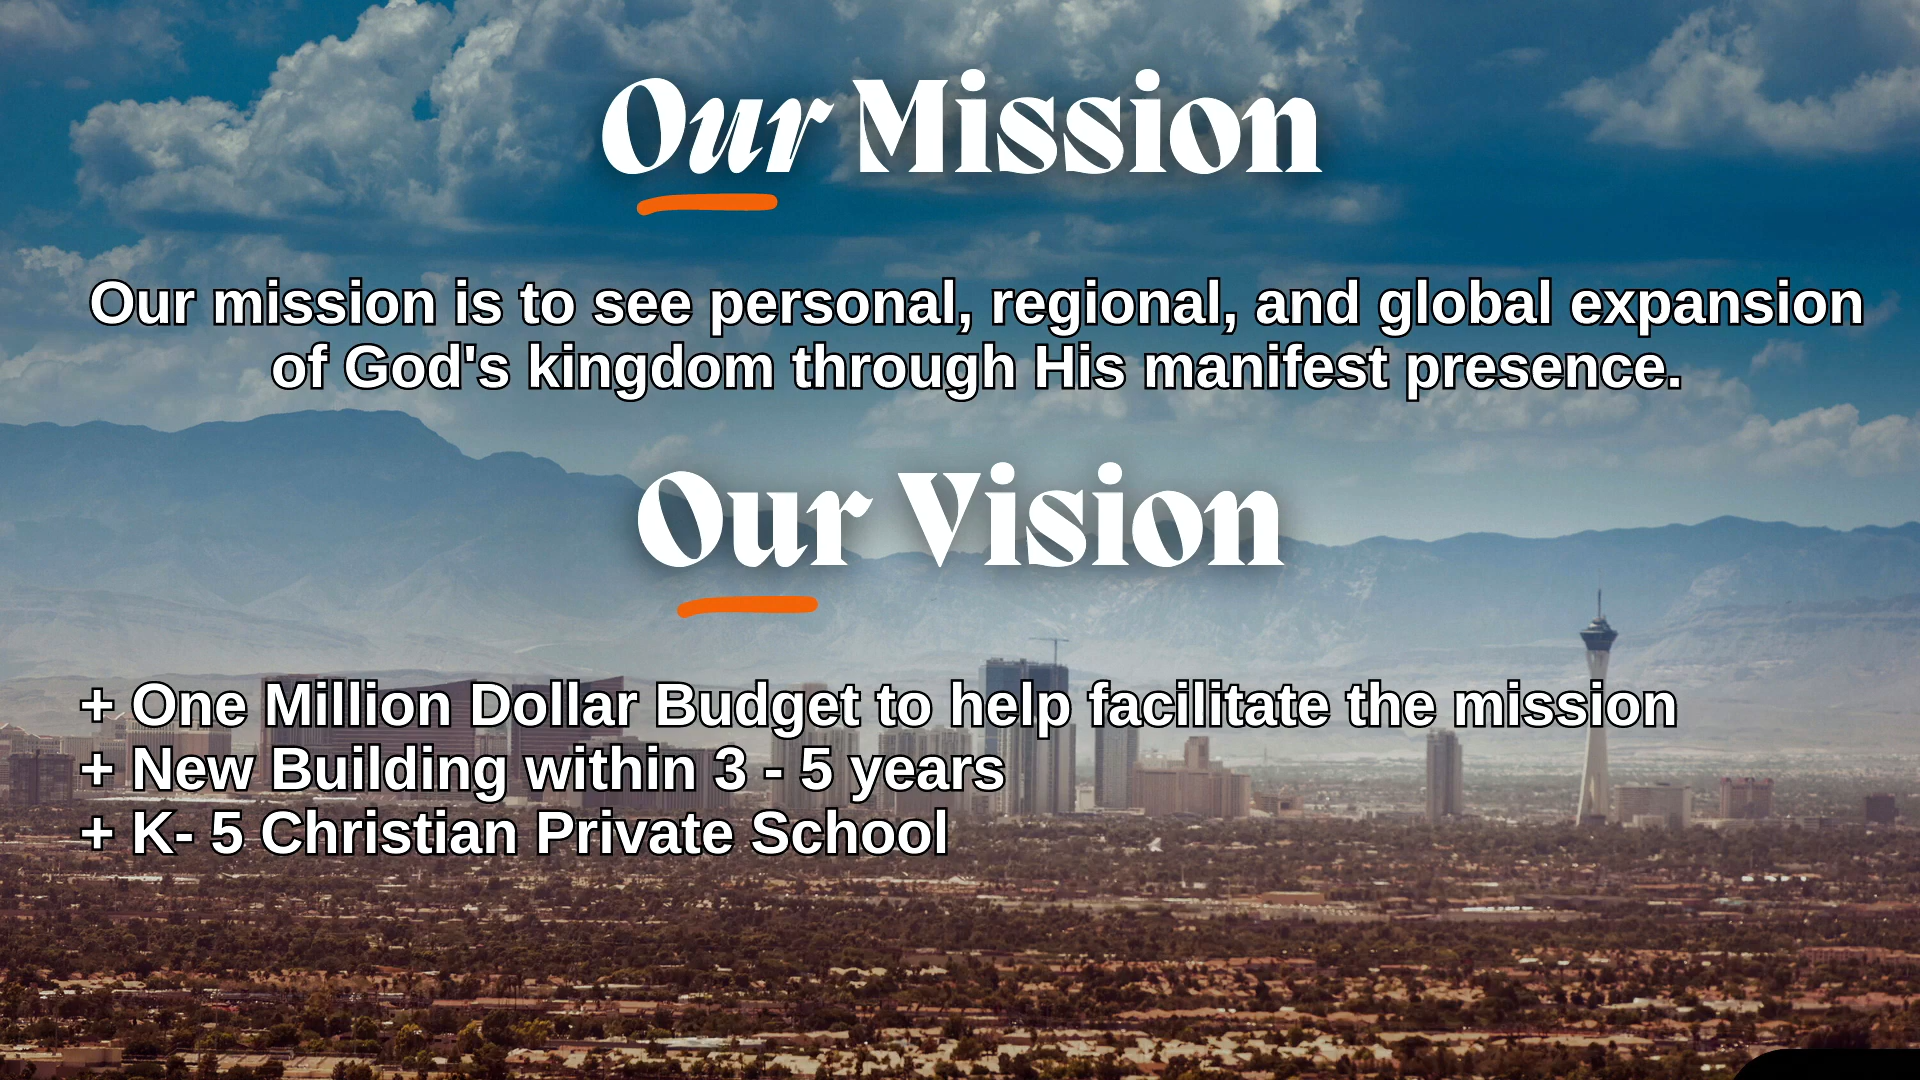 Our Mission
Our mission is to see personal, regional, and global expansion
of God's kingdom through His manifest presence.
Our Vision
+ One Million Dollar Budget to help facilitate the mission
+ New Building within 3 - 5 years
+ K- 5 Christian Private School